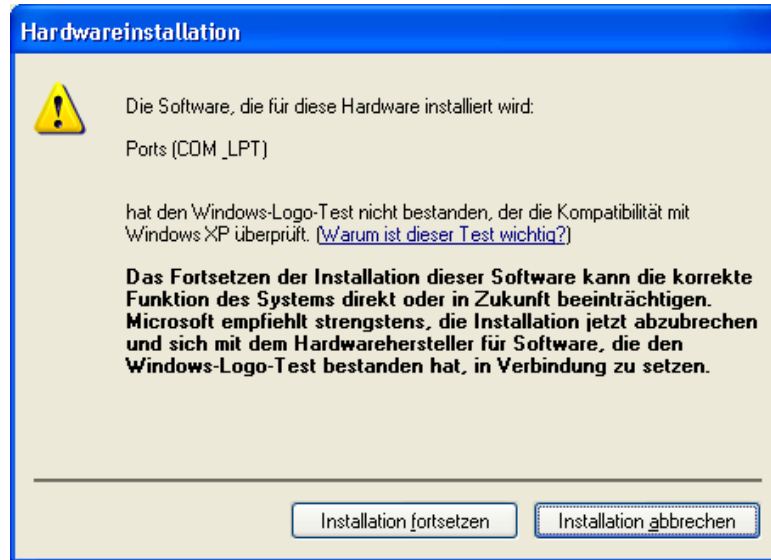 Hardwareinstallation
Die Software, die für diese Hardware installiert wird:
Ports (COM _LPT)
hat den Windows-Logo-Test nicht bestanden, der die Kompatibilität mit
Windows XP überprüft. (Warum ist dieser Test wichtig?)
Das Fortsetzen der Installation dieser Software kann die korrekte
Funktion des Systems direkt oder in Zukunft beeinträchtigen.
Microsoft empfiehlt strengstens, die Installation jetzt abzubrechen
und sich mit dem Hardwarehersteller für Software, die den
Windows-Logo-Test bestanden hat, in Verbindung zu setzen.
Installation fortsetzen Installation abbrechen